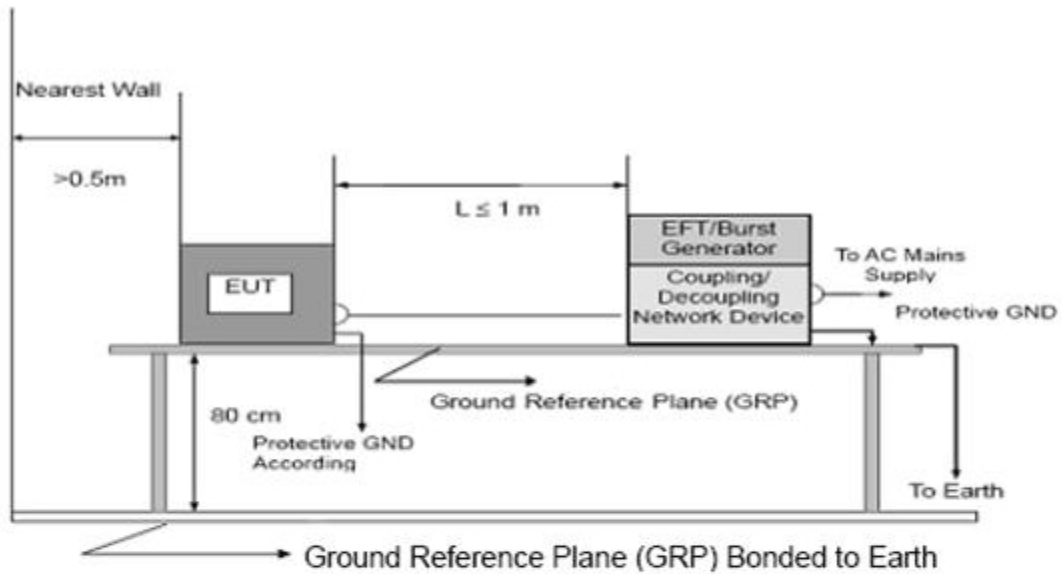 Nearest Wall
>0.5m
L ≤ 1 m
EUT
EFT/Burst
Generator
Coupling/
Decoupling
Network Device
To AC Mains
Supply
Protective GND
Ground Reference Plane (GRP)
80 cm
Protective GND
According
To Earth
Ground Reference Plane (GRP) Bonded to Earth